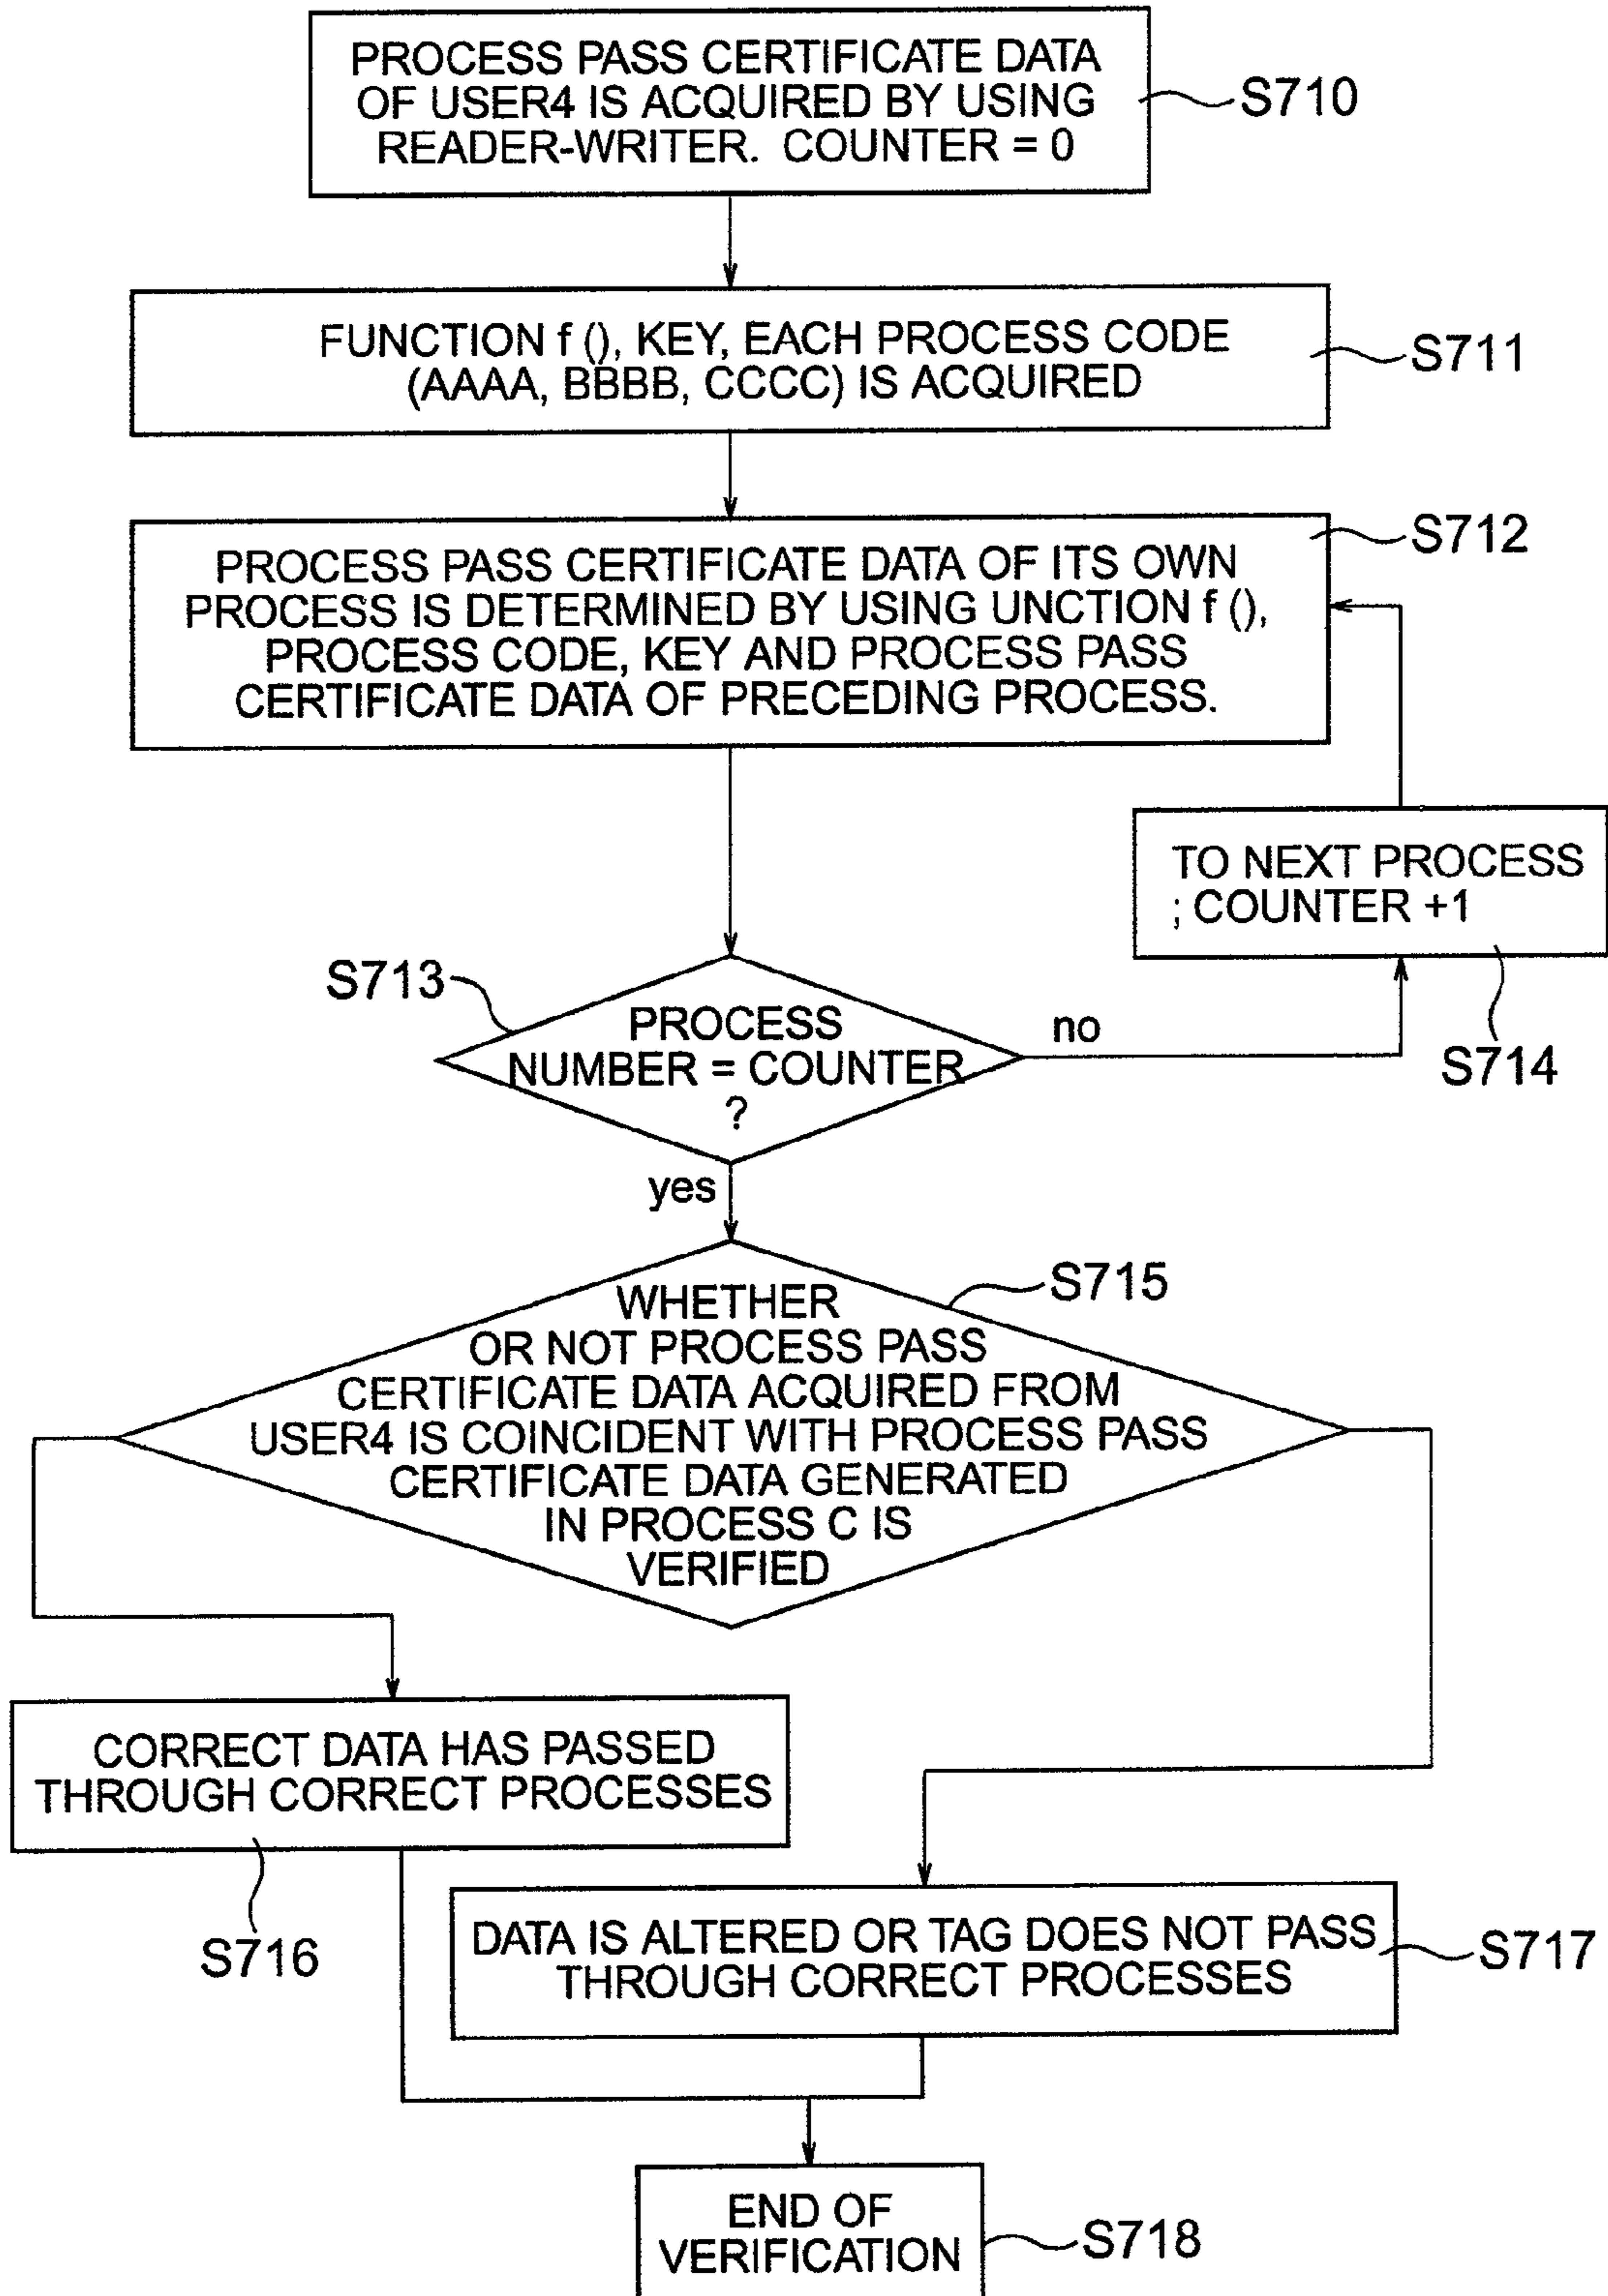 PROCESS PASS CERTIFICATE DATA
OF USER4 IS ACQUIRED BY USING
READER-WRITER. COUNTER = 0
S710
FUNCTION f (), KEY, EACH PROCESS CODE
(AAAA, BBBB, CCCC) IS ACQUIRED
S711
S712
PROCESS PASS CERTIFICATE DATA OF ITS OWN
PROCESS IS DETERMINED BY USING UNCTION f (),
PROCESS CODE, KEY AND PROCESS PASS
CERTIFICATE DATA OF PRECEDING PROCESS.
TO NEXT PROCESS
; COUNTER +1
S714
S713
PROCESS
NUMBER = COUNTER
?
no
yes
S715
WHETHER
OR NOT PROCESS PASS
CERTIFICATE DATA ACQUIRED FROM
USER4 IS COINCIDENT WITH PROCESS PASS
CERTIFICATE DATA GENERATED
IN PROCESS C IS
VERIFIED
CORRECT DATA HAS PASSED
THROUGH CORRECT PROCESSES
S716
DATA IS ALTERED OR TAG DOES NOT PASS
THROUGH CORRECT PROCESSES
S717
END OF
VERIFICATION
S718